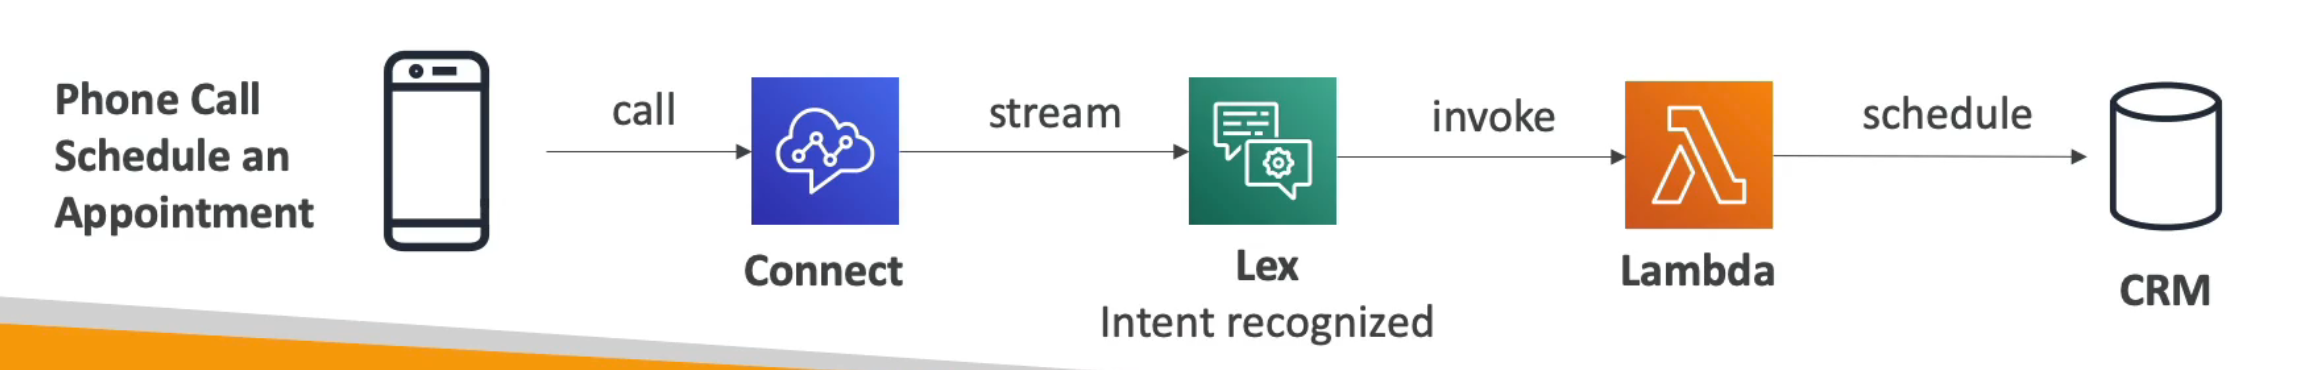 Phone Call
Schedule an
Appointment
call
stream
invoke
schedule
Connect
Lex
Intent recognized
Lambda
CRM